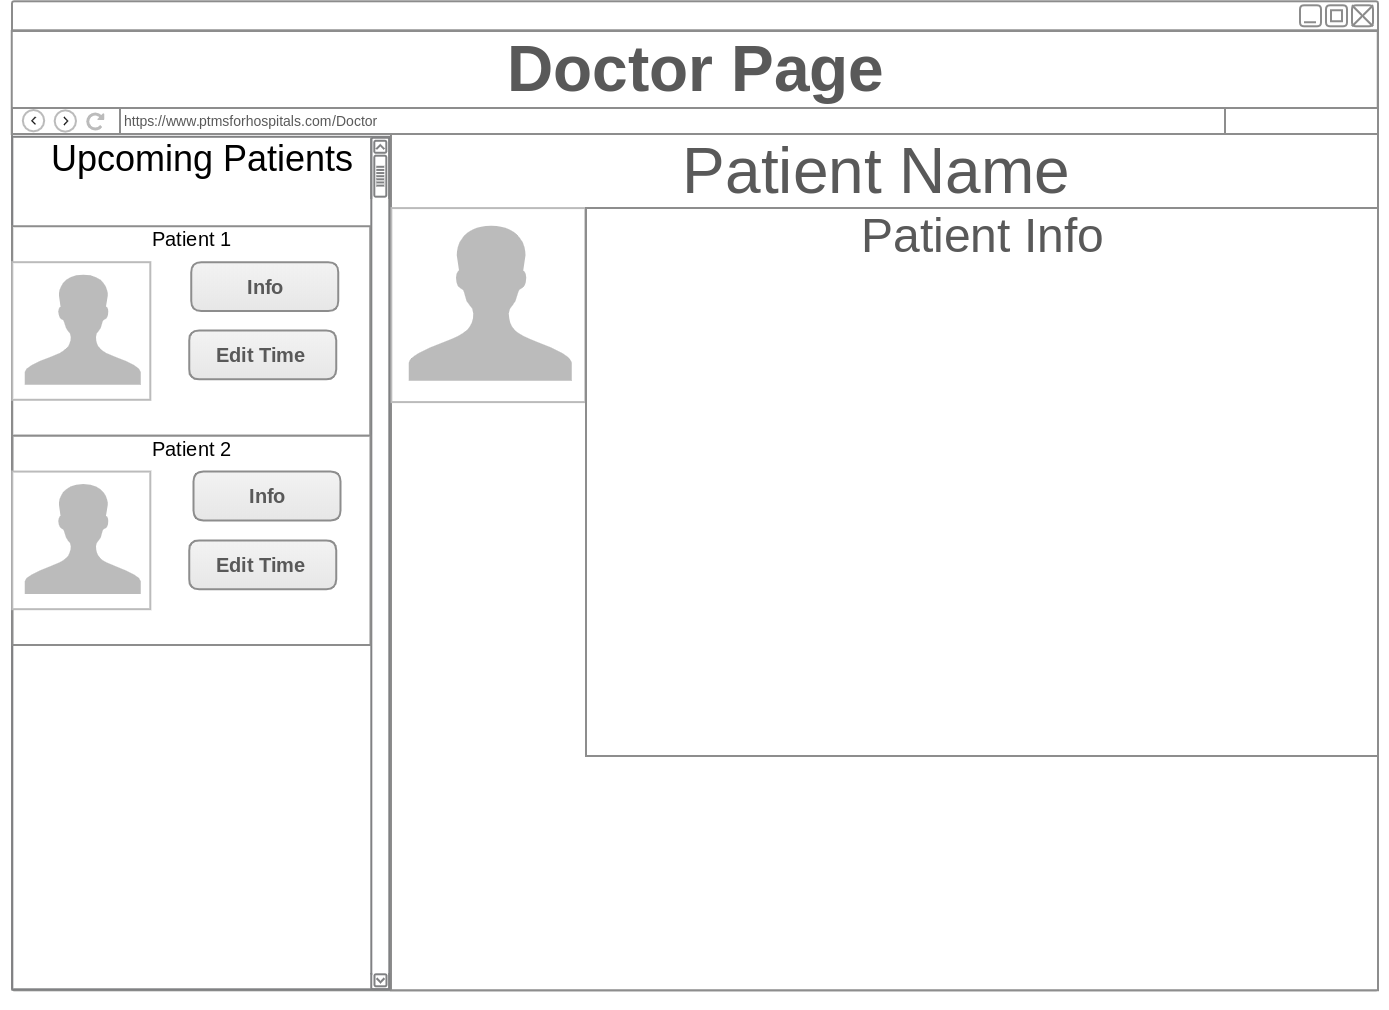 Doctor Page
https://www.ptmsforhospitals.com/Doctor
Upcoming Patients
Patient 1
Info
Edit Time
Patient 2
Info
Edit Time
Patient Name
Patient Info